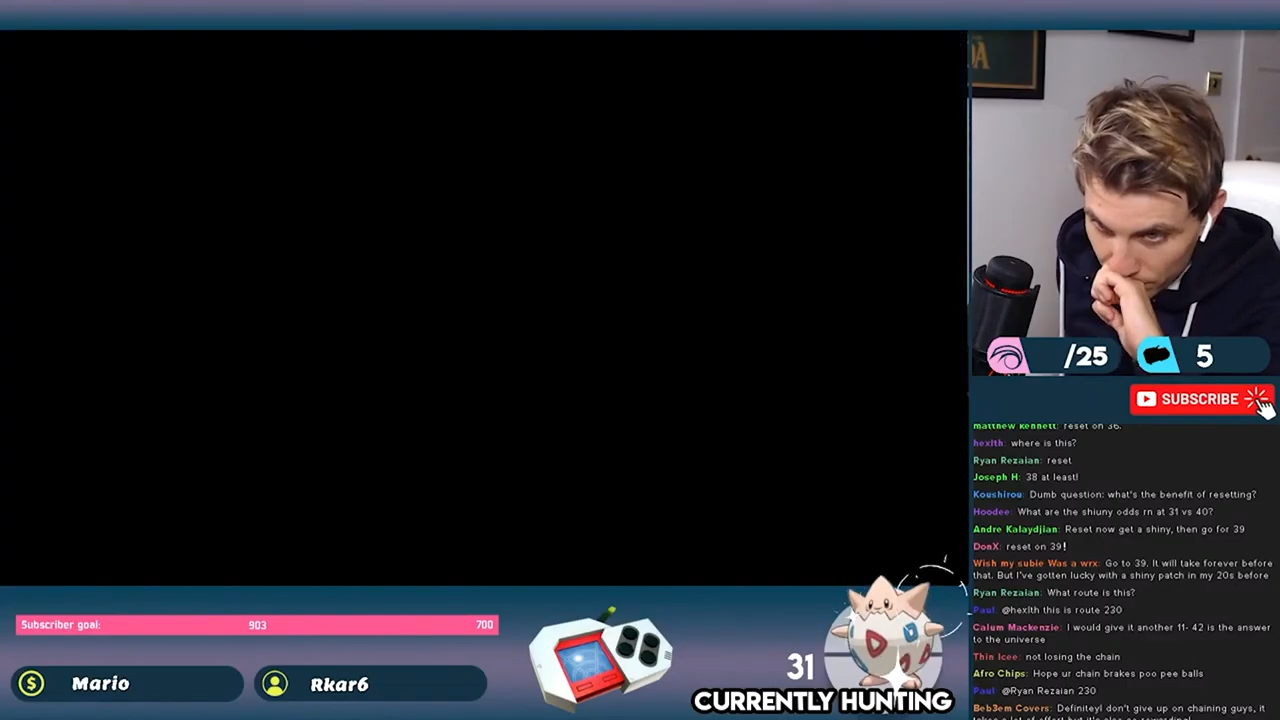 DA
/25
5
SUBSCRIBE
matthew kennett: reset on 36.
hexlth: where is this?
Ryan Rezaian: reset
Joseph H: 38 at least!
Koushirou: Dumb question: what's the benefit of resetting?
Hoodee: What are the shiuny odds rn at 31 vs 40?
Andre Kalaydjian: Reset now get a shiny, then go for 39
DonX: reset on 39!
Wish my subie Was a wrx: Go to 39. It will take forever before
that. But I've gotten lucky with a shiny patch in my 20s before
Ryan Rezaian: What route is this?
Paul: @hexlth this is route 230
Calum Mackenzie: I would give it another 11- 42 is the answer
to the universe
Thin Icee: not losing the chain
Afro Chips: Hope ur chain brakes poo pee balls
Paul: @Ryan Rezaian 230
Beb3em Covers: Definiteyl don't give up on chaining guys, it
Subscriber goal: 903 700
Mario
Rkar6
31
CURRENTLY HUNTING